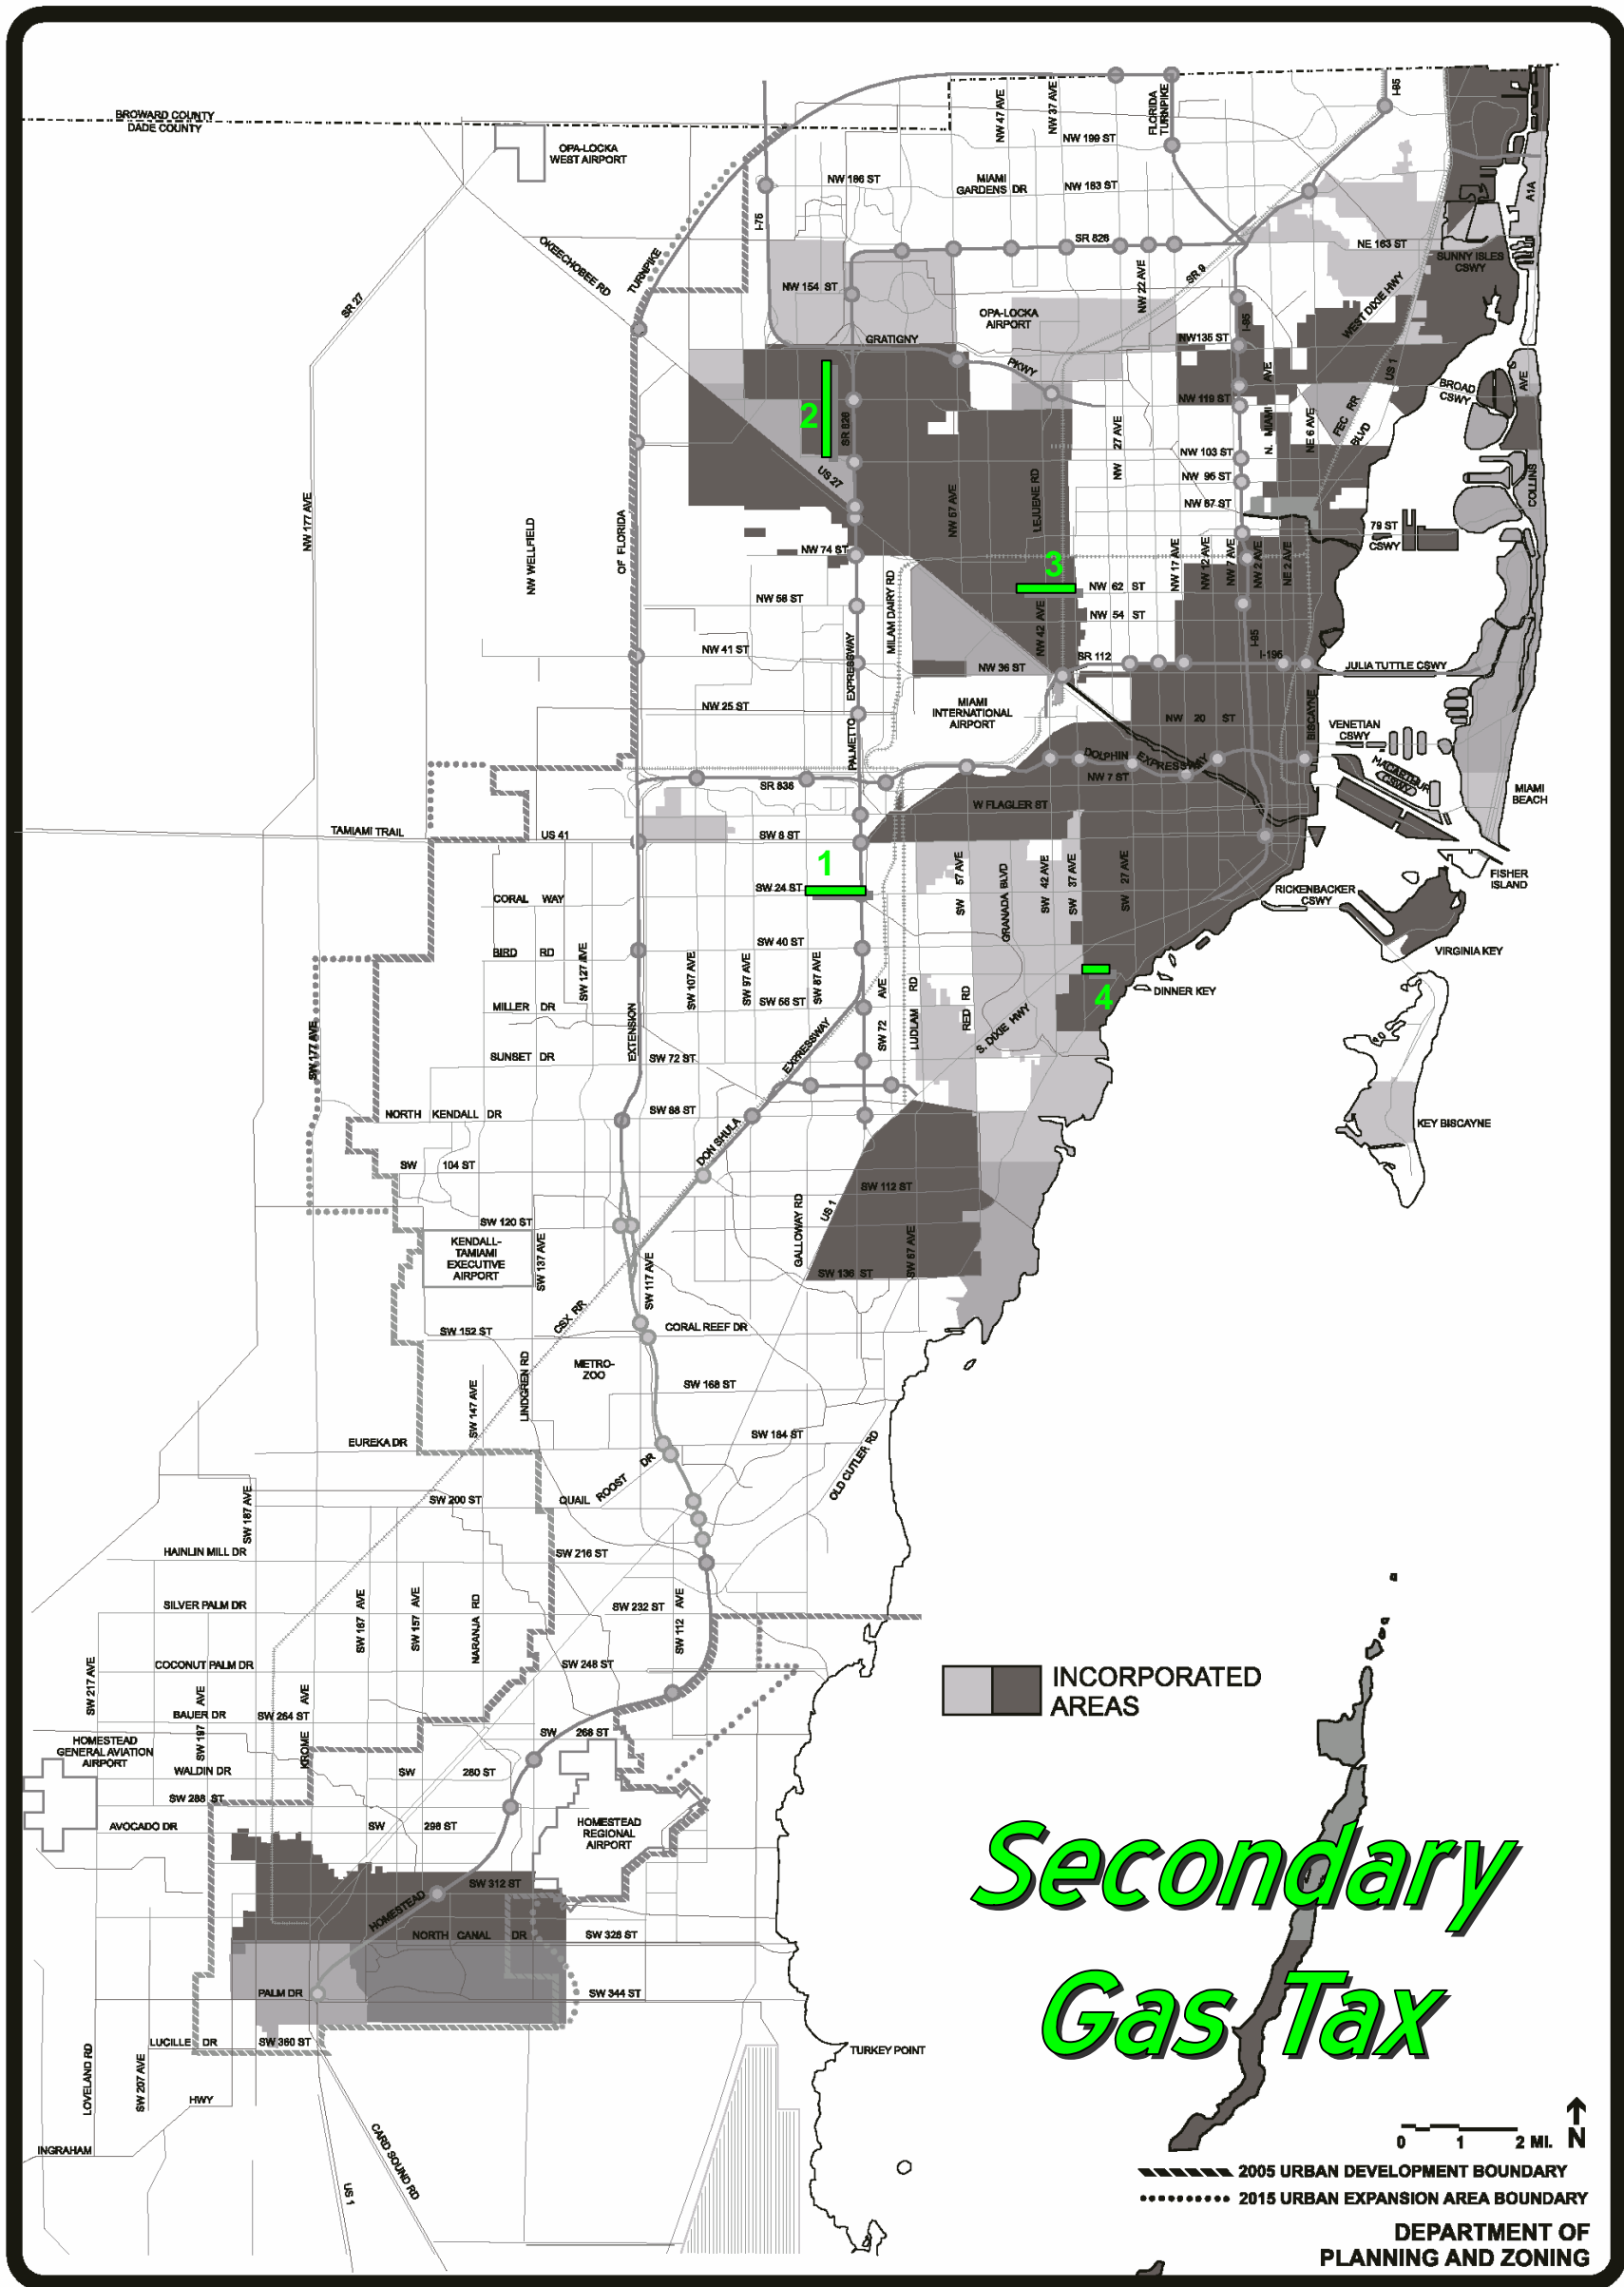 BROWARD COUNTY
DADE COUNTY
OPA-LOCKA
WEST AIRPORT
NW 47 AVE
NW 37 AVE
FLORIDA
TURNPIKE
I-95
NW 199 ST
NW 186 ST
MIAMI
GARDENS DR
NW 183 ST
A1A
I-75
OKEECHOBEE RD
TURNPIKE
SR 826
NE 163 ST
SUNNY ISLES
CSWY
SR 27
NW 154 ST
NW 22 AVE
SR 9
WEST DIXIE HWY
OPA-LOCKA
AIRPORT
I-95
GRATIGNY
PKWY
NW135 ST
US 1
BROAD
CSWY
AVE
NW 119 ST
N. MIAMI AVE
NE 6 AVE
FEC RR
BLVD
2
SR 826
US 27
NW 27 AVE
NW 103 ST
NW 95 ST
NW 87 ST
COLLINS
NW 177 AVE
NW WELLFIELD
OF FLORIDA
NW 57 AVE
LEJUENE RD
79 ST
CSWY
NW 74 ST
MILAM DAIRY RD
3
NW 17 AVE
NW 12 AVE
NW 7 AVE
NW 2 AVE
NE 2 AVE
NW 62 ST
NW 58 ST
NW 54 ST
NW 42 AVE
NW 41 ST
EXPRESSWAY
SR 112
I-95
I-195
NW 36 ST
JULIA TUTTLE CSWY
NW 25 ST
MIAMI
INTERNATIONAL
AIRPORT
NW 20 ST
BISCAYNE
VENETIAN
CSWY
PALMETTO
DOLPHIN EXPRESSWAY
NW 7 ST
MACARTHUR
CSWY
SR 836
MIAMI
BEACH
W FLAGLER ST
TAMIAMI TRAIL
US 41
SW 8 ST
1
SW 24 ST
CORAL WAY
SW 57 AVE
GRANADA BLVD
SW 42 AVE
SW 37 AVE
SW 27 AVE
FISHER
ISLAND
RICKENBACKER
CSWY
BIRD RD
SW 127 AVE
SW 40 ST
SW 107 AVE
SW 97 AVE
SW 87 AVE
VIRGINIA KEY
MILLER DR
SW 56 ST
SW 72 AVE
LUDLAM RD
RED RD
4
DINNER KEY
EXTENSION
SW 177 AVE
SUNSET DR
SW 72 ST
EXPRESSWAY
S. DIXIE HWY
NORTH KENDALL DR
SW 88 ST
DON SHULA
KEY BISCAYNE
SW 104 ST
SW 112 ST
GALLOWAY RD
US 1
SW 120 ST
KENDALL-
TAMIAMI
EXECUTIVE
AIRPORT
SW 137 AVE
SW 117 AVE
SW 67 AVE
SW 136 ST
CSX RR
SW 152 ST
CORAL REEF DR
METRO-
ZOO
LINDGREN RD
SW 147 AVE
SW 168 ST
EUREKA DR
SW 184 ST
OLD CUTLER RD
QUAIL ROOST DR
SW 187 AVE
SW 200 ST
HAINLIN MILL DR
SW 216 ST
SW 167 AVE
SW 157 AVE
NARANJA RD
SILVER PALM DR
SW 232 ST
SW 112 AVE
SW 217 AVE
COCONUT PALM DR
SW 248 ST
INCORPORATED
AREAS
SW 197 AVE
BAUER DR
SW 264 ST
KROME AVE
SW 268 ST
HOMESTEAD
GENERAL AVIATION
AIRPORT
WALDIN DR
SW 280 ST
SW 288 ST
AVOCADO DR
SW 296 ST
HOMESTEAD
REGIONAL
AIRPORT
SW 312 ST
HOMESTEAD
NORTH CANAL DR
SW 328 ST
PALM DR
SW 344 ST
Secondary
Gas Tax
LUCILLE DR
SW 360 ST
LOVELAND RD
SW 207 AVE
TURKEY POINT
HWY
INGRAHAM
CARD SOUND RD
US 1
0 1 2 MI.
N
2005 URBAN DEVELOPMENT BOUNDARY
2015 URBAN EXPANSION AREA BOUNDARY
DEPARTMENT OF
PLANNING AND ZONING